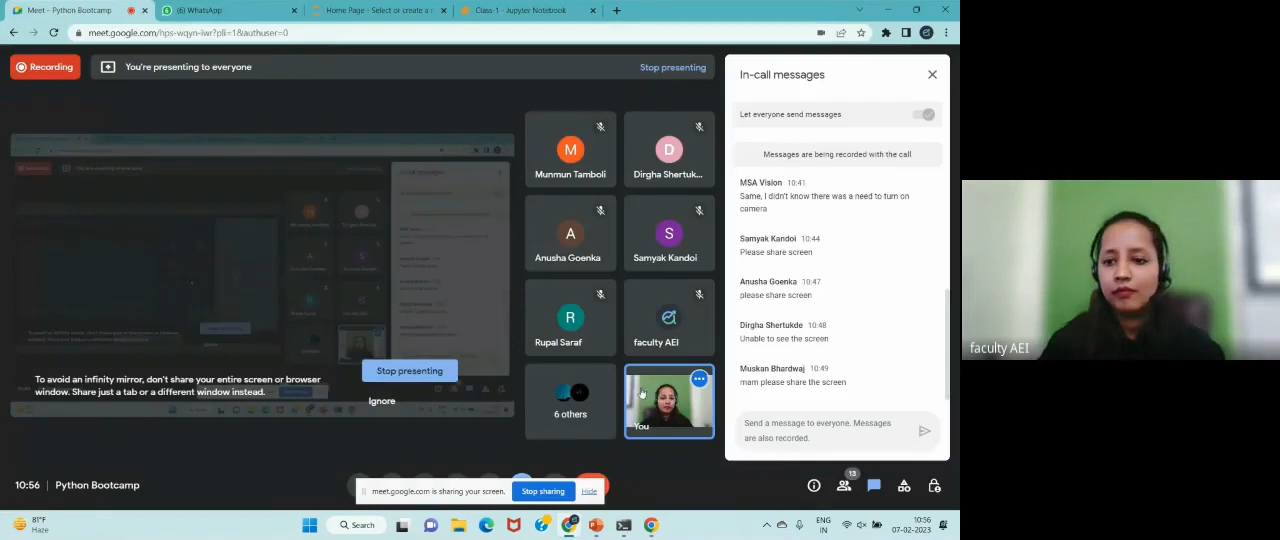 Meet – Python Bootcamp
(6) WhatsApp
Home Page - Select or create a n
Class-1 - Jupyter Notebook
meet.google.com/hps-wqyn-iwr?pli=1&authuser=0
Recording
You're presenting to everyone
Stop presenting
In-call messages
Let everyone send messages
Messages are being recorded with the call
MSA Vision 10:41
Same, I didn't know there was a need to turn on
camera
Samyak Kandoi 10:44
Please share screen
Anusha Goenka 10:47
please share screen
Dirgha Shertukde 10:48
Unable to see the screen
Muskan Bhardwaj 10:49
mam please share the screen
Send a message to everyone. Messages
are also recorded.
M
Munmun Tamboli
D
Dirgha Shertuk...
A
Anusha Goenka
S
Samyak Kandoi
R
Rupal Saraf
faculty AEI
6 others
You
To avoid an infinity mirror, don't share your entire screen or browser
window. Share just a tab or a different window instead.
Stop presenting
Ignore
faculty AEI
10:56 | Python Bootcamp
meet.google.com is sharing your screen.
Stop sharing
Hide
13
81°F
Haze
Search
ENG
IN
10:56
07-02-2023